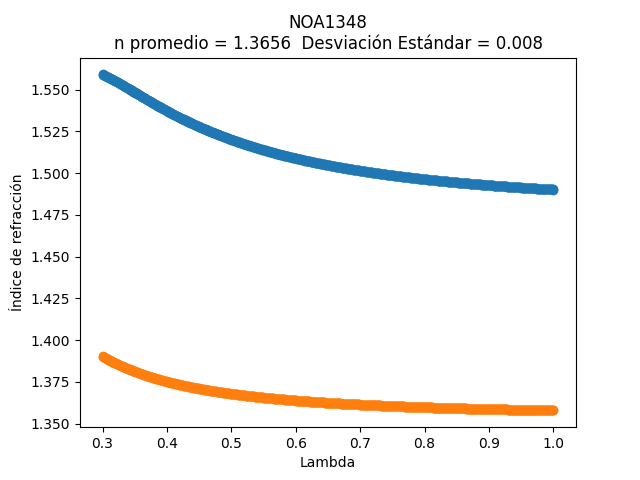 NOA1348
n promedio = 1.3656  Desviación Estándar = 0.008
Índice de refracción
1.550
1.525
1.500
1.475
1.450
1.425
1.400
1.375
1.350
0.3 0.4 0.5 0.6 0.7 0.8 0.9 1.0
Lambda